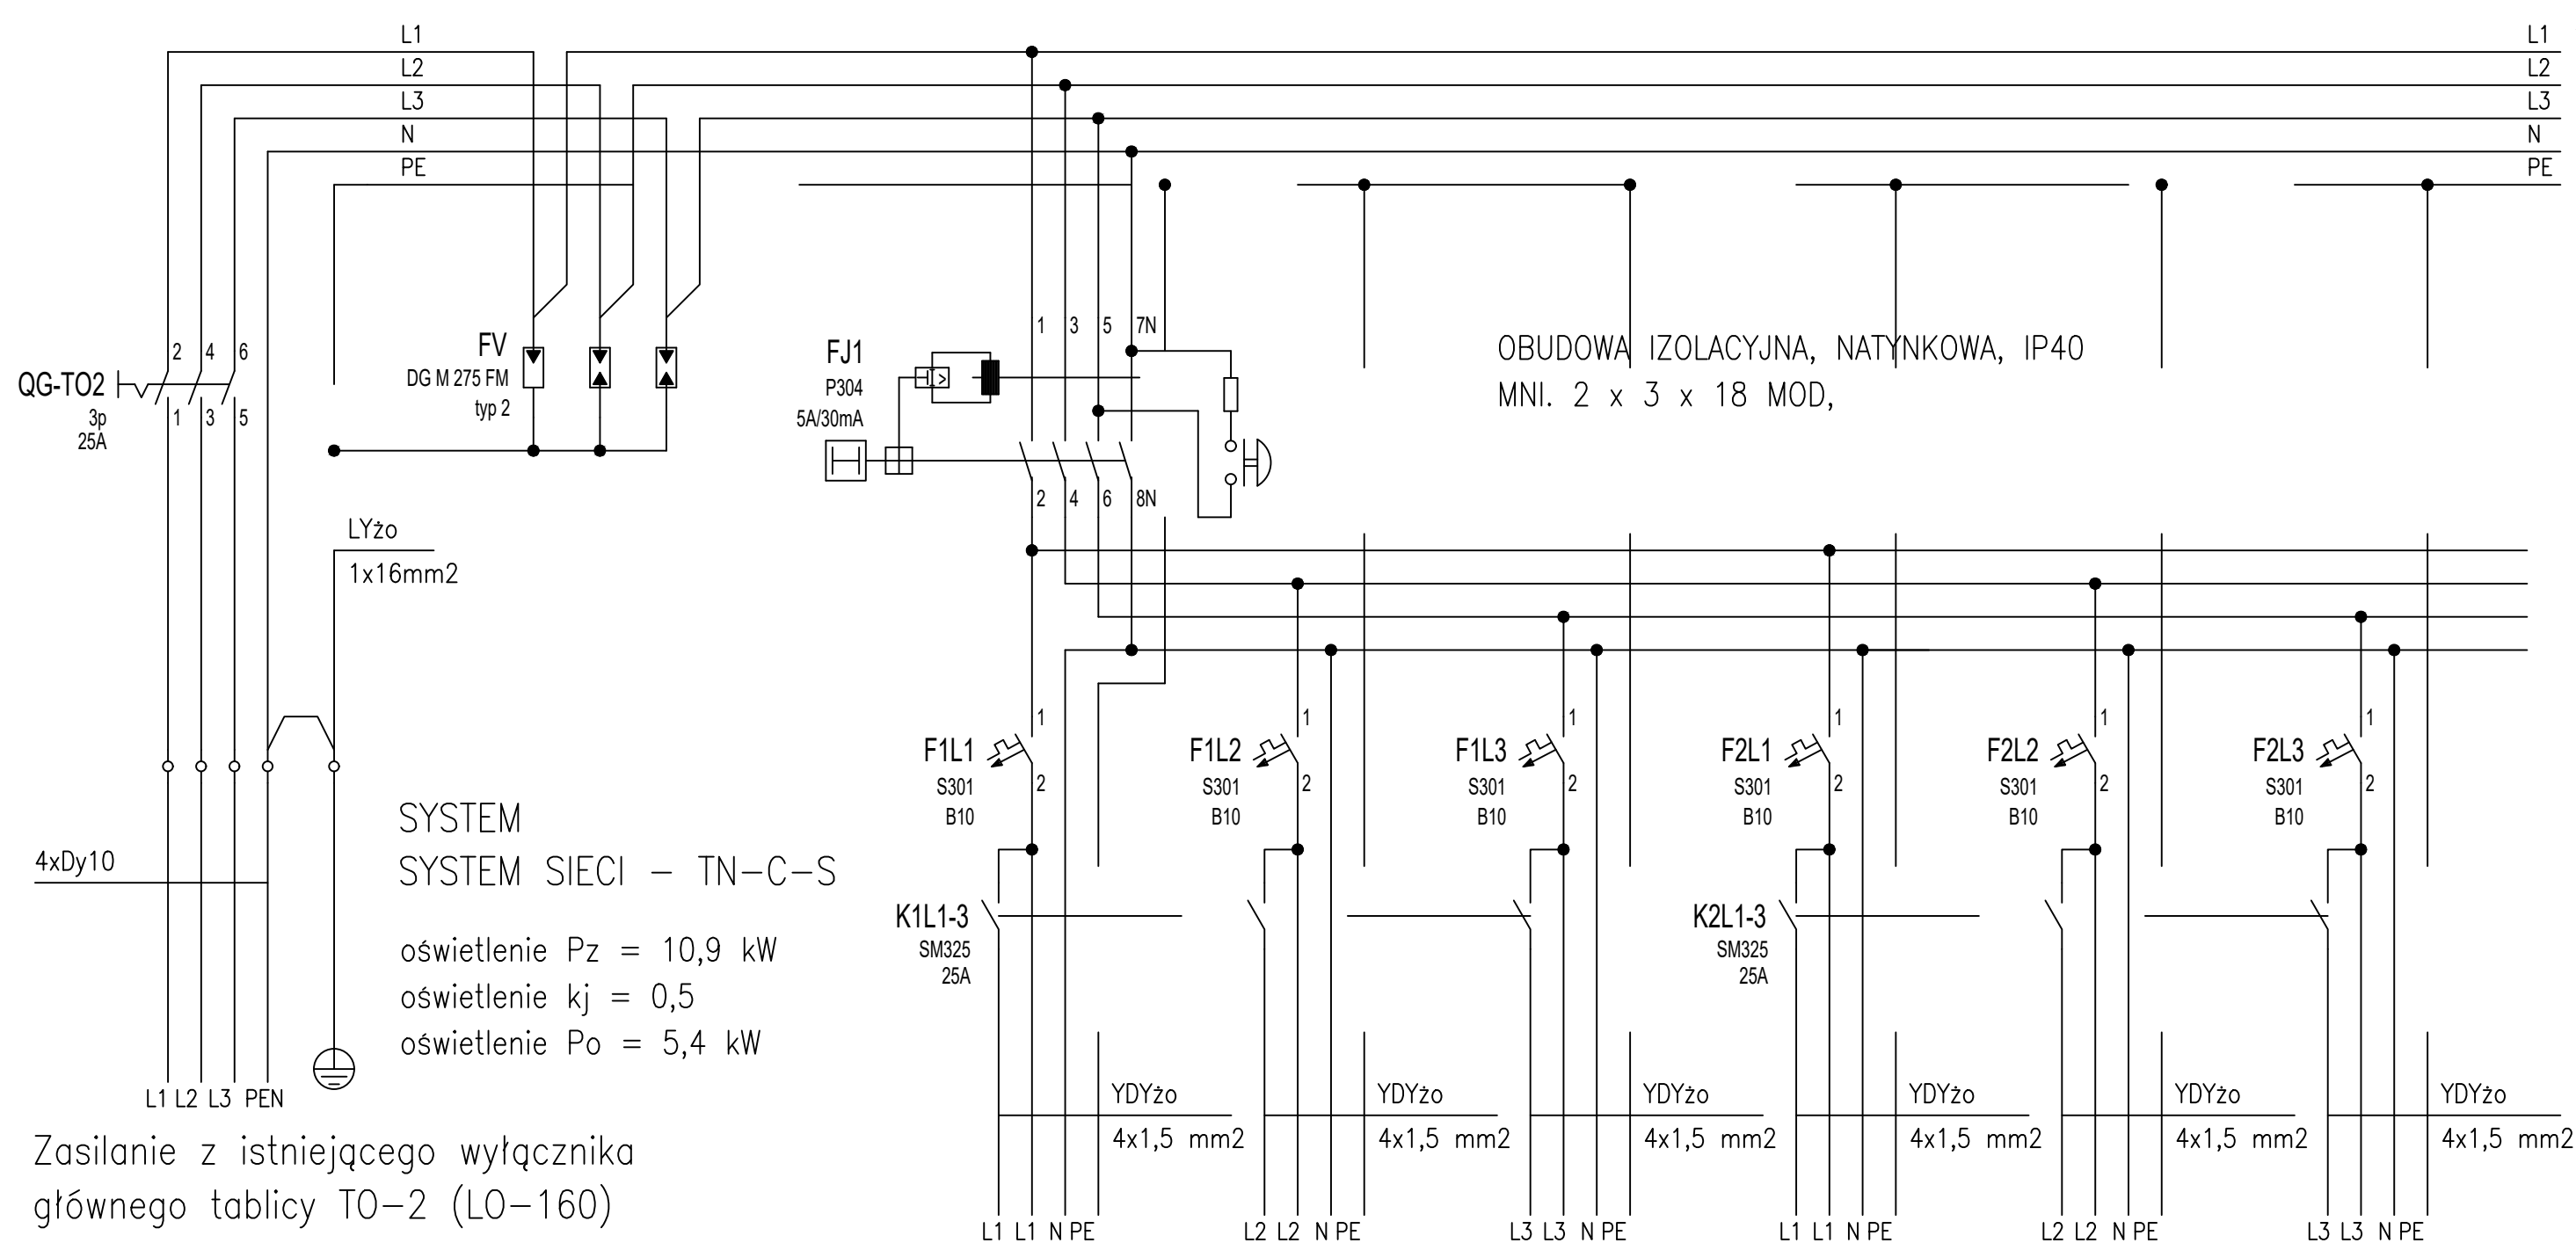 L1
L2
L3
N
PE
L1
L2
L3
N
PE
2 4 6
QG-TO2
3p
25A
1 3 5
FV
DG M 275 FM
typ 2
FJ1
P304
5A/30mA
1 3 5 7N
2 4 6 8N
OBUDOWA IZOLACYJNA, NATYNKOWA, IP40
MNI. 2 x 3 x 18 MOD,
LYżo
1x16mm2
4xDy10
SYSTEM
SYSTEM SIECI - TN-C-S
oświetlenie Pz = 10,9 kW
oświetlenie kj = 0,5
oświetlenie Po = 5,4 kW
L1 L2 L3 PEN
Zasilanie z istniejącego wyłącznika
głównego tablicy TO-2 (LO-160)
1
F1L1
S301
B10
2
1
F1L2
S301
B10
2
1
F1L3
S301
B10
2
1
F2L1
S301
B10
2
1
F2L2
S301
B10
2
1
F2L3
S301
B10
2
K1L1-3
SM325
25A
K2L1-3
SM325
25A
YDYżo
4x1,5 mm2
YDYżo
4x1,5 mm2
YDYżo
4x1,5 mm2
YDYżo
4x1,5 mm2
YDYżo
4x1,5 mm2
YDYżo
4x1,5 mm2
L1 L1 N PE
L2 L2 N PE
L3 L3 N PE
L1 L1 N PE
L2 L2 N PE
L3 L3 N PE